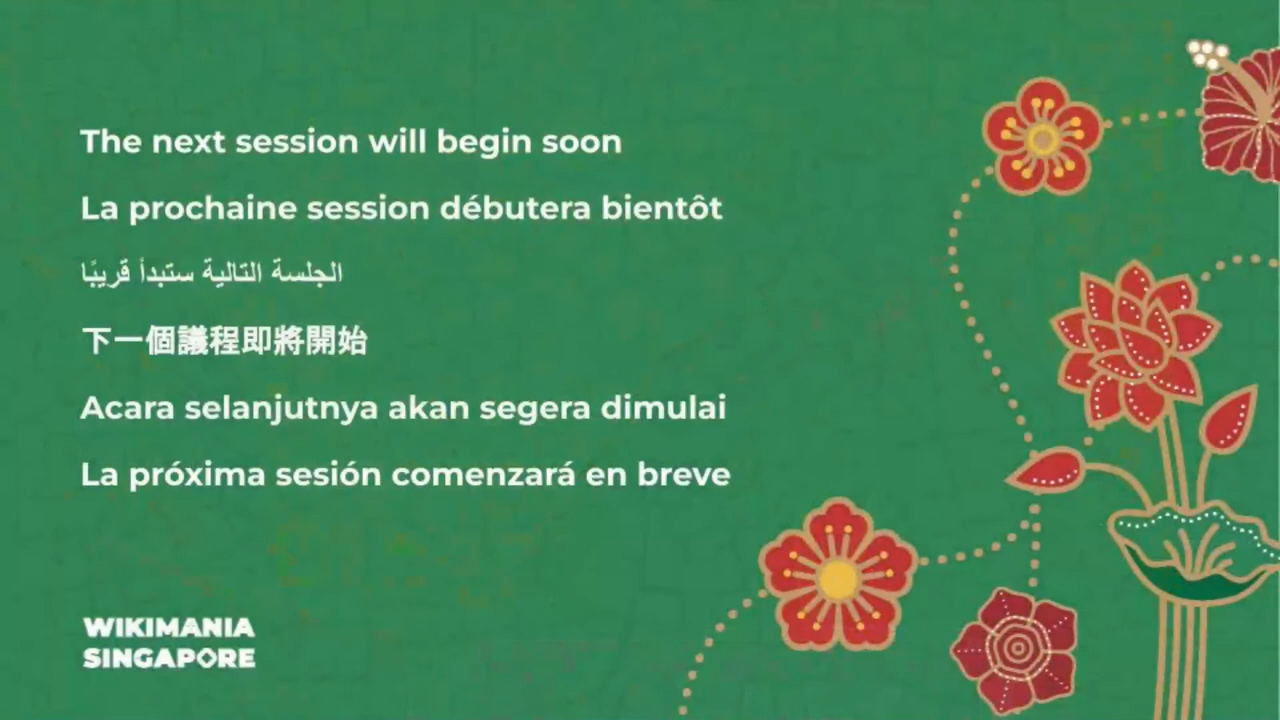 The next session will begin soon
La prochaine session débutera bientôt
الجلسة التالية ستبدأ قريبًا
下一個議程即將開始
Acara selanjutnya akan segera dimulai
La próxima sesión comenzará en breve
WIKIMANIA
SINGAPORE